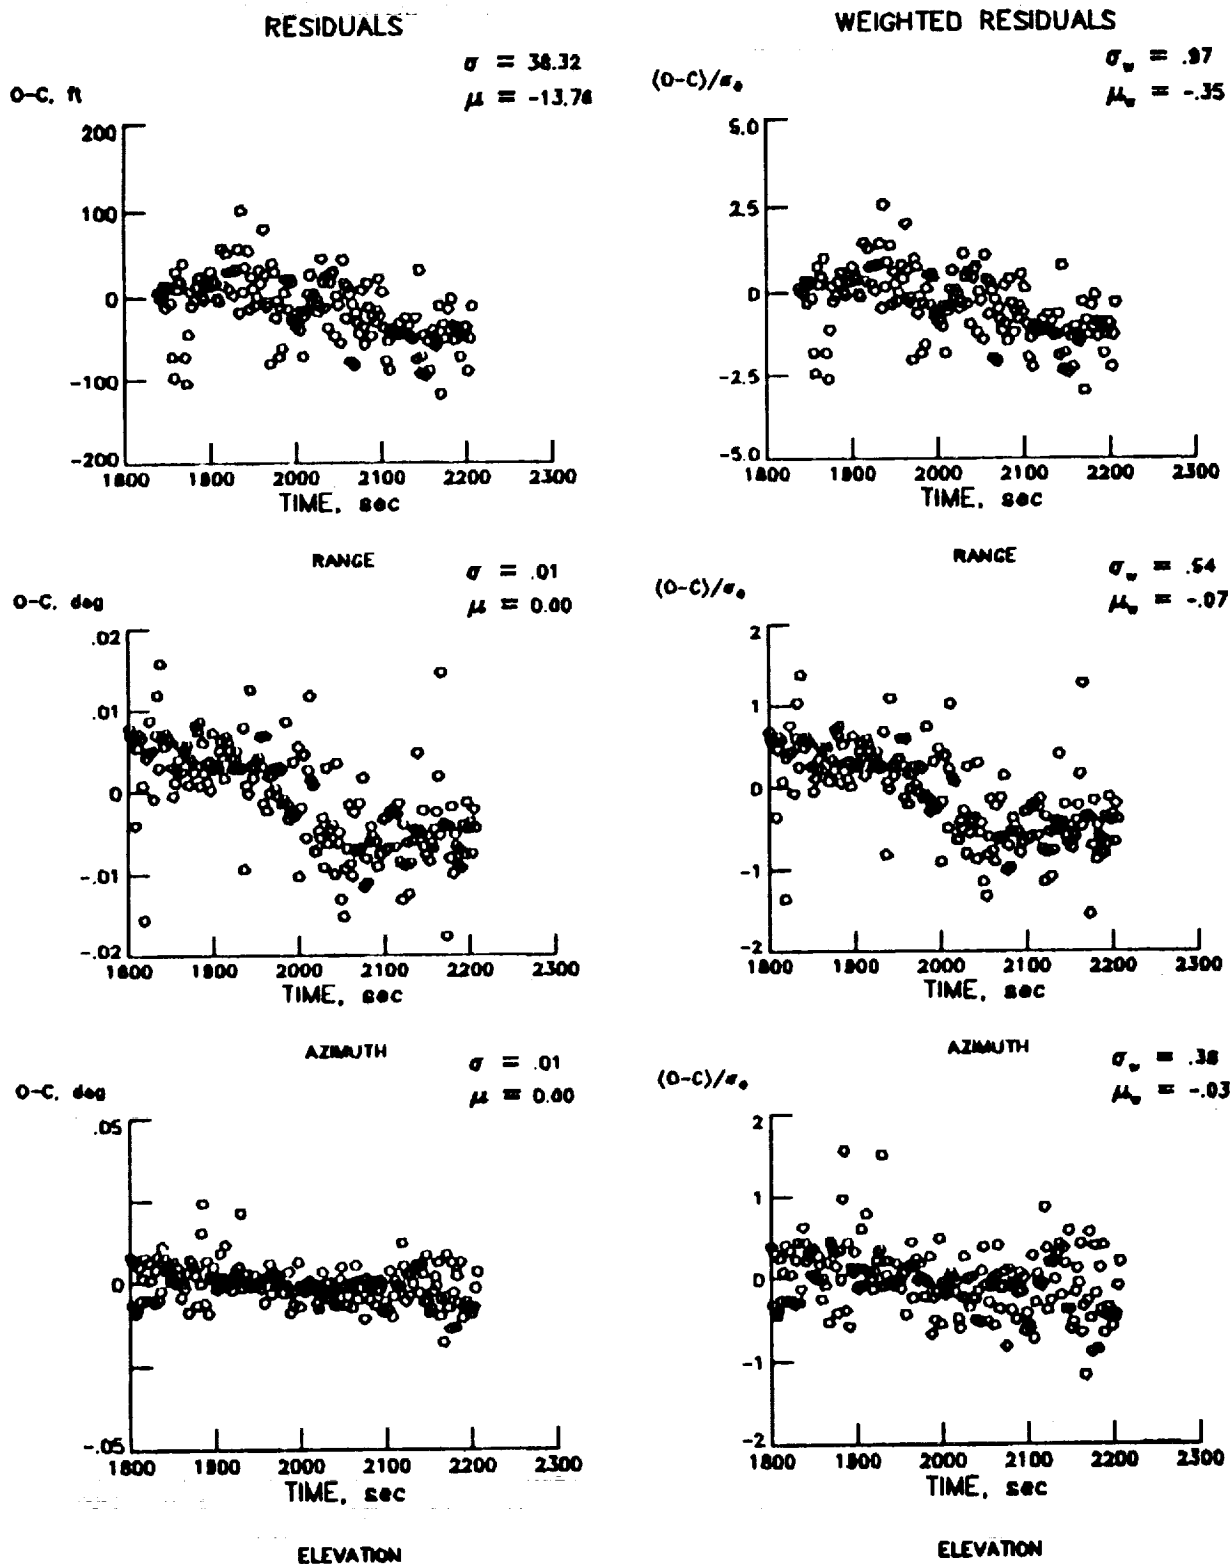 RESIDUALS
WEIGHTED RESIDUALS
σ = 38.32
μ = -13.76
O-C, ft
200
100
0
-100
-200
1800 1900 2000 2100 2200 2300
TIME, sec
RANGE
σw = .97
μw = -.35
(O-C)/σo
5.0
2.5
0
-2.5
-5.0
1800 1900 2000 2100 2200 2300
TIME, sec
RANGE
σ = .01
μ = 0.00
O-C, deg
.02
.01
0
-.01
-.02
1800 1900 2000 2100 2200 2300
TIME, sec
AZIMUTH
σw = .54
μw = -.07
(O-C)/σo
2
1
0
-1
-2
1800 1900 2000 2100 2200 2300
TIME, sec
AZIMUTH
σ = .01
μ = 0.00
O-C, deg
.05
0
-.05
1800 1900 2000 2100 2200 2300
TIME, sec
ELEVATION
σw = .38
μw = -.03
(O-C)/σo
2
1
0
-1
-2
1800 1900 2000 2100 2200 2300
TIME, sec
ELEVATION